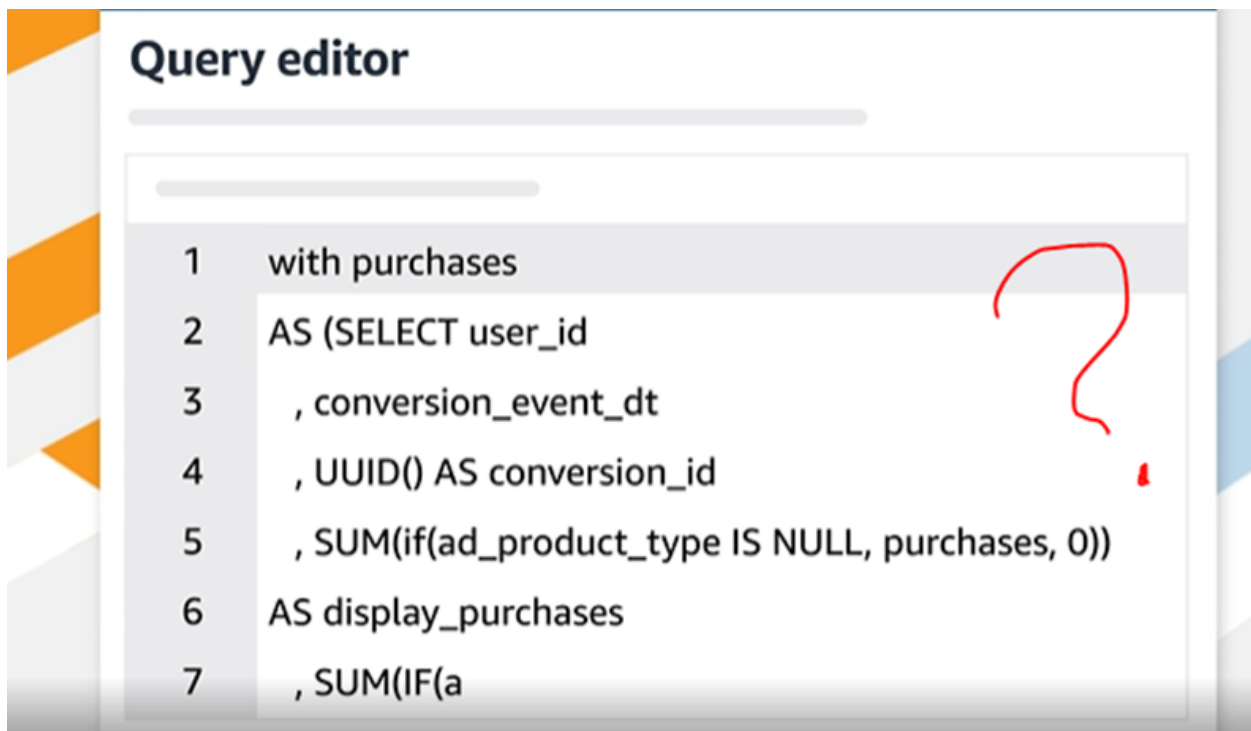 Query editor
1 with purchases
2 AS (SELECT user_id
3 , conversion_event_dt
4 , UUID() AS conversion_id
5 , SUM(if(ad_product_type IS NULL, purchases, 0))
6 AS display_purchases
7 , SUM(IF(a
?